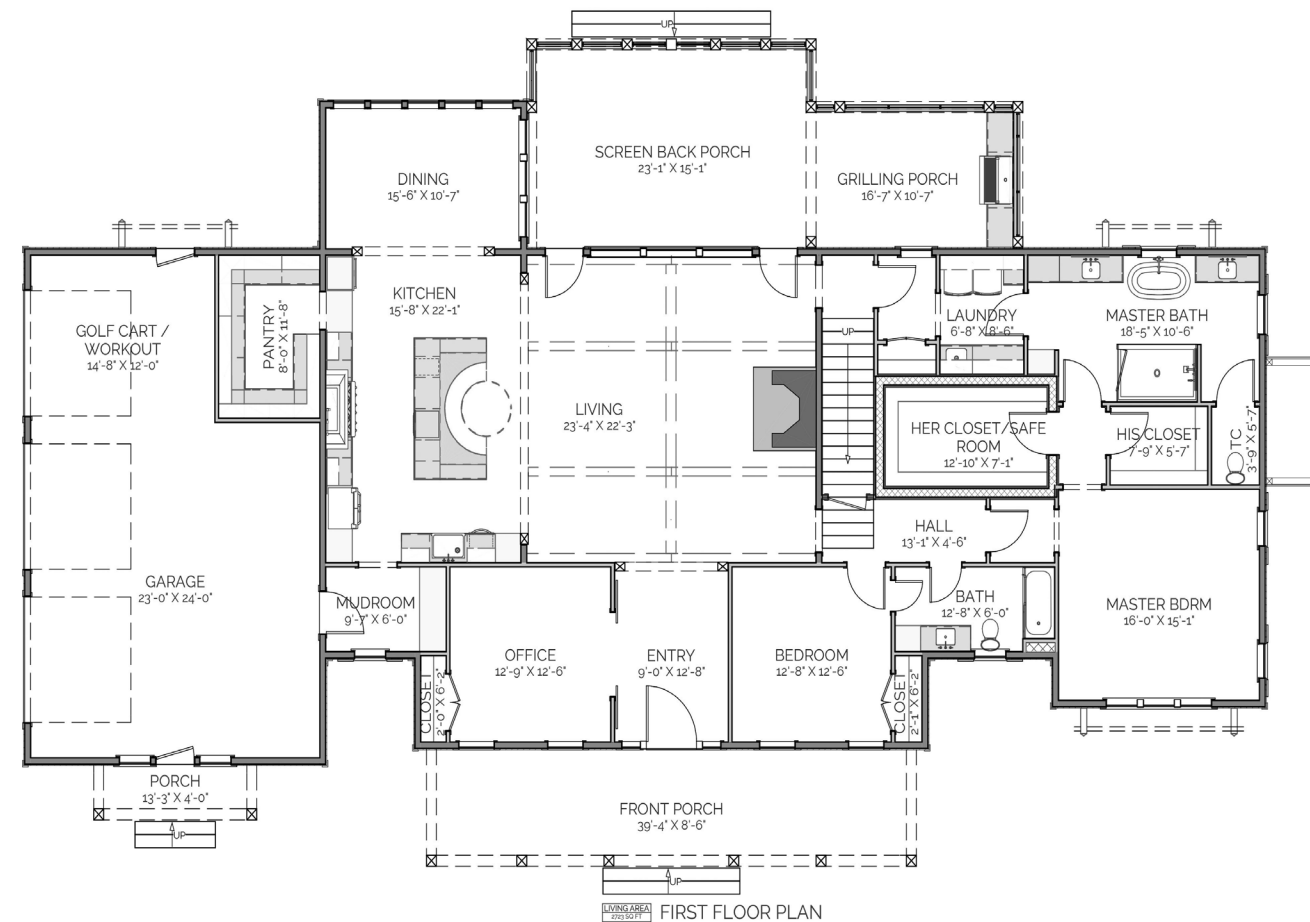 UP
SCREEN BACK PORCH
23'-1" X 15'-1"
DINING
15'-6" X 10'-7"
GRILLING PORCH
16'-7" X 10'-7"
KITCHEN
15'-8" X 22'-1"
PANTRY
8'-0" X 11'-8"
GOLF CART /
WORKOUT
14'-8" X 12'-0"
LIVING
23'-4" X 22'-3"
UP
LAUNDRY
6'-8" X 8'-6"
MASTER BATH
18'-5" X 10'-6"
HER CLOSET/SAFE
ROOM
12'-10" X 7'-1"
HIS CLOSET
7'-9" X 5'-7"
TC
3'-9" X 5'-7"
HALL
13'-1" X 4'-6"
GARAGE
23'-0" X 24'-0"
MUDROOM
9'-7" X 6'-0"
BATH
12'-8" X 6'-0"
MASTER BDRM
16'-0" X 15'-1"
OFFICE
12'-9" X 12'-6"
ENTRY
9'-0" X 12'-8"
BEDROOM
12'-8" X 12'-6"
CLOSET
2'-0" X 6'-2"
CLOSET
2'-1" X 6'-2"
PORCH
13'-3" X 4'-0"
UP
FRONT PORCH
39'-4" X 8'-6"
UP
LIVING AREA
2723 SQ FT
FIRST FLOOR PLAN